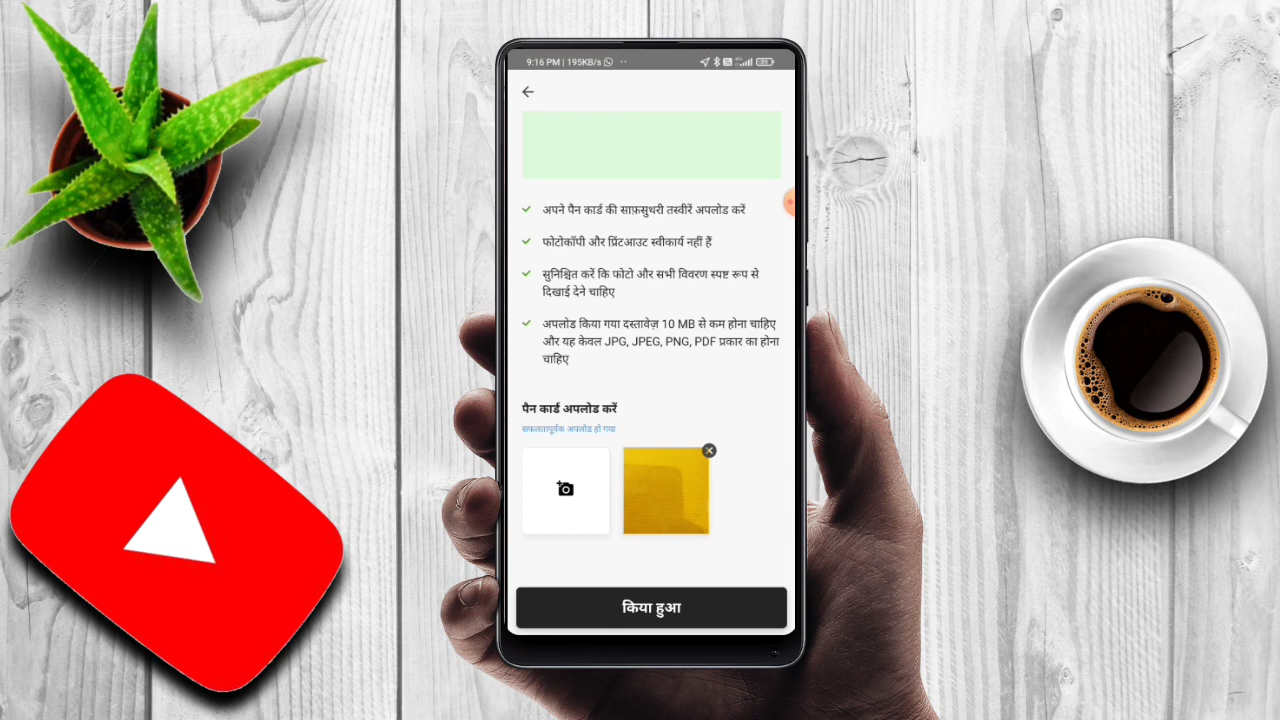 9:16 PM | 195KB/s
अपने पैन कार्ड की साफ़सुथरी तस्वीरें अपलोड करें
फोटोकॉपी और प्रिंटआउट स्वीकार्य नहीं हैं
सुनिश्चित करें कि फोटो और सभी विवरण स्पष्ट रूप से
दिखाई देने चाहिए
अपलोड किया गया दस्तावेज़ 10 MB से कम होना चाहिए
और यह केवल JPG, JPEG, PNG, PDF प्रकार का होना
चाहिए
पैन कार्ड अपलोड करें
सफलतापूर्वक अपलोड हो गया
किया हुआ